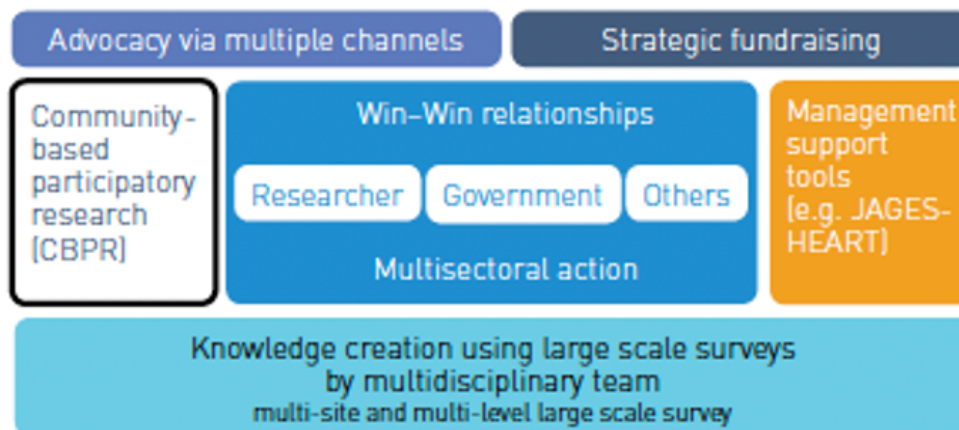 Advocacy via multiple channels
Strategic fundraising
Community-
based
participatory
research
(CBPR)
Win–Win relationships
Researcher
Government
Others
Multisectoral action
Management
support
tools
(e.g. JAGES-
HEART)
Knowledge creation using large scale surveys
by multidisciplinary team
multi-site and multi-level large scale survey